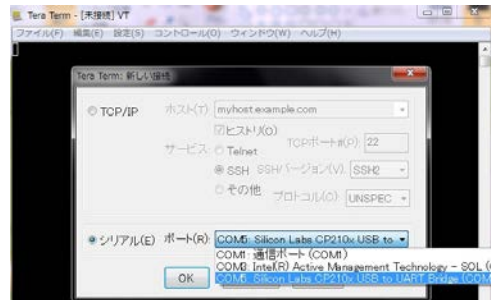 Tera Term - [未接続] VT
ファイル(F) 編集(E) 設定(S) コントロール(O) ウィンドウ(W) ヘルプ(H)
Tera Term: 新しい接続
TCP/IP
ホスト(T) myhost.example.com
ヒストリ(O)
サービス Telnet TCPポート#(P): 22
SSH SSHバージョン(V): SSH2
その他 プロトコル(C): UNSPEC
シリアル(E) ポート(R): COM5: Silicon Labs CP210x USB to
COM1: 通信ポート (COM1)
COM3: Intel(R) Active Management Technology - SOL (
COM5: Silicon Labs CP210x USB to UART Bridge (COM
OK